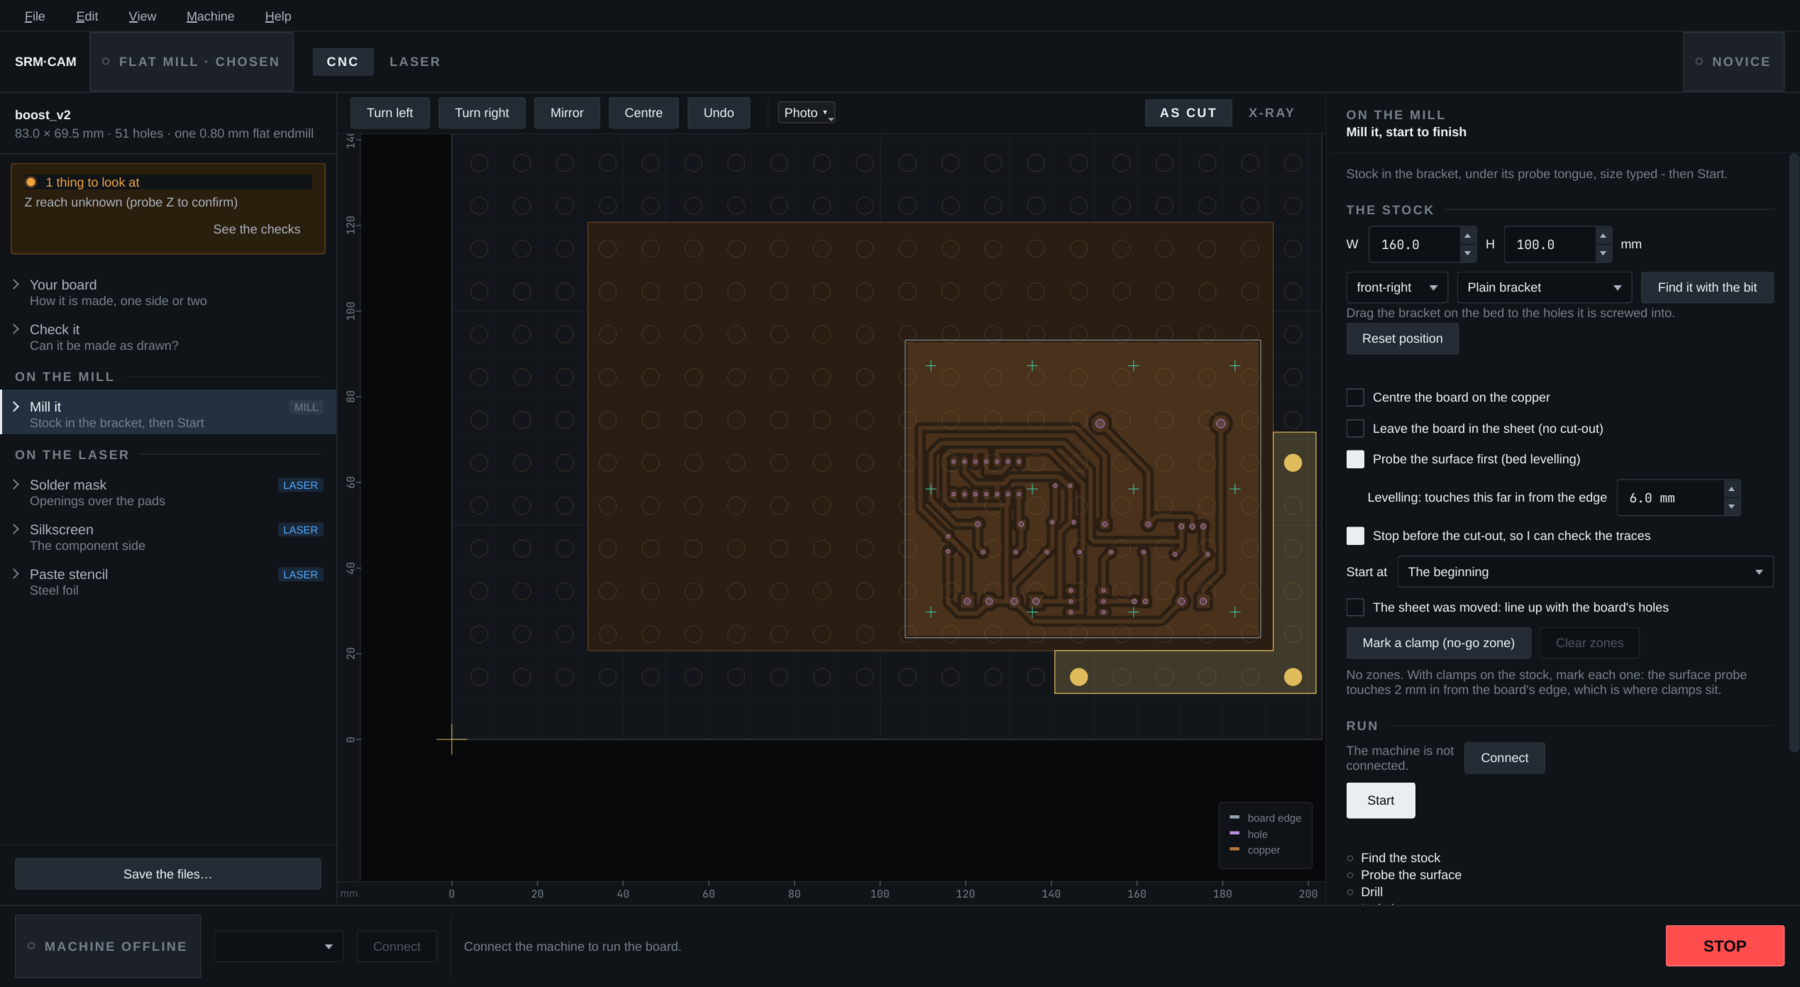 File Edit View Machine Help
SRM·CAM FLAT MILL · CHOSEN CNC LASER NOVICE
boost_v2
83.0 × 69.5 mm · 51 holes · one 0.80 mm flat endmill
1 thing to look at
Z reach unknown (probe Z to confirm)
See the checks
Your board
How it is made, one side or two
Check it
Can it be made as drawn?
ON THE MILL
Mill it MILL
Stock in the bracket, then Start
ON THE LASER
Solder mask LASER
Openings over the pads
Silkscreen LASER
The component side
Paste stencil LASER
Steel foil
Save the files…
Turn left Turn right Mirror Centre Undo Photo AS CUT X-RAY
140
120
100
80
60
40
20
0
board edge
hole
copper
mm 0 20 40 60 80 100 120 140 160 180 200
ON THE MILL
Mill it, start to finish
Stock in the bracket, under its probe tongue, size typed - then Start.
THE STOCK
W 160.0 H 100.0 mm
front-right Plain bracket Find it with the bit
Drag the bracket on the bed to the holes it is screwed into.
Reset position
Centre the board on the copper
Leave the board in the sheet (no cut-out)
Probe the surface first (bed levelling)
Levelling: touches this far in from the edge 6.0 mm
Stop before the cut-out, so I can check the traces
Start at The beginning
The sheet was moved: line up with the board's holes
Mark a clamp (no-go zone) Clear zones
No zones. With clamps on the stock, mark each one: the surface probe
touches 2 mm in from the board's edge, which is where clamps sit.
RUN
The machine is not
connected.
Connect
Start
Find the stock
Probe the surface
Drill
MACHINE OFFLINE Connect Connect the machine to run the board. STOP